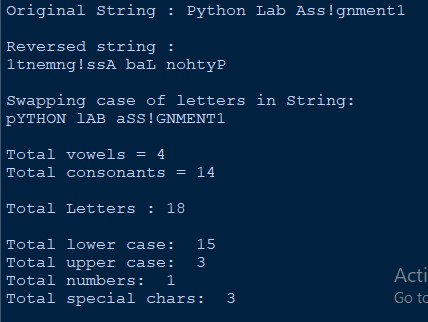 Original String : Python Lab Ass!gnment1
Reversed string :
1tnemng!ssA baL nohtyP
Swapping case of letters in String:
pYTHON lAB aSS!GNMENT1
Total vowels = 4
Total consonants = 14
Total Letters : 18
Total lower case:  15
Total upper case:  3
Total numbers:  1
Total special chars:  3
Acti
Go to